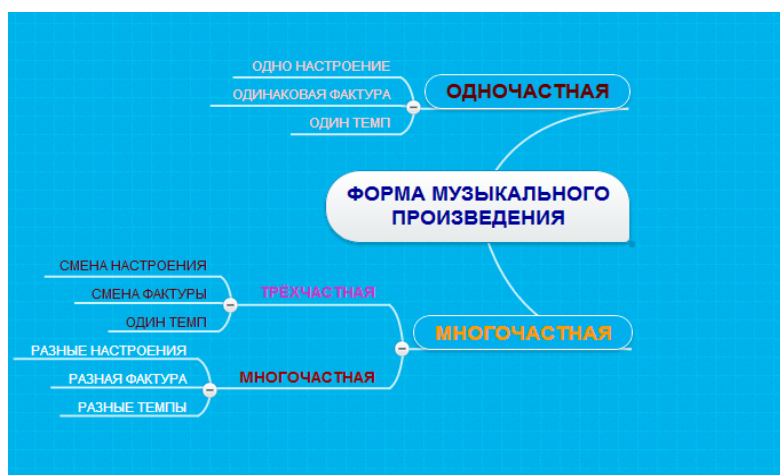 ОДНО НАСТРОЕНИЕ
ОДИНАКОВАЯ ФАКТУРА
ОДИН ТЕМП
ОДНОЧАСТНАЯ
ФОРМА МУЗЫКАЛЬНОГО
ПРОИЗВЕДЕНИЯ
СМЕНА НАСТРОЕНИЯ
СМЕНА ФАКТУРЫ
ОДИН ТЕМП
ТРЁХЧАСТНАЯ
МНОГОЧАСТНАЯ
РАЗНЫЕ НАСТРОЕНИЯ
РАЗНАЯ ФАКТУРА
РАЗНЫЕ ТЕМПЫ
МНОГОЧАСТНАЯ